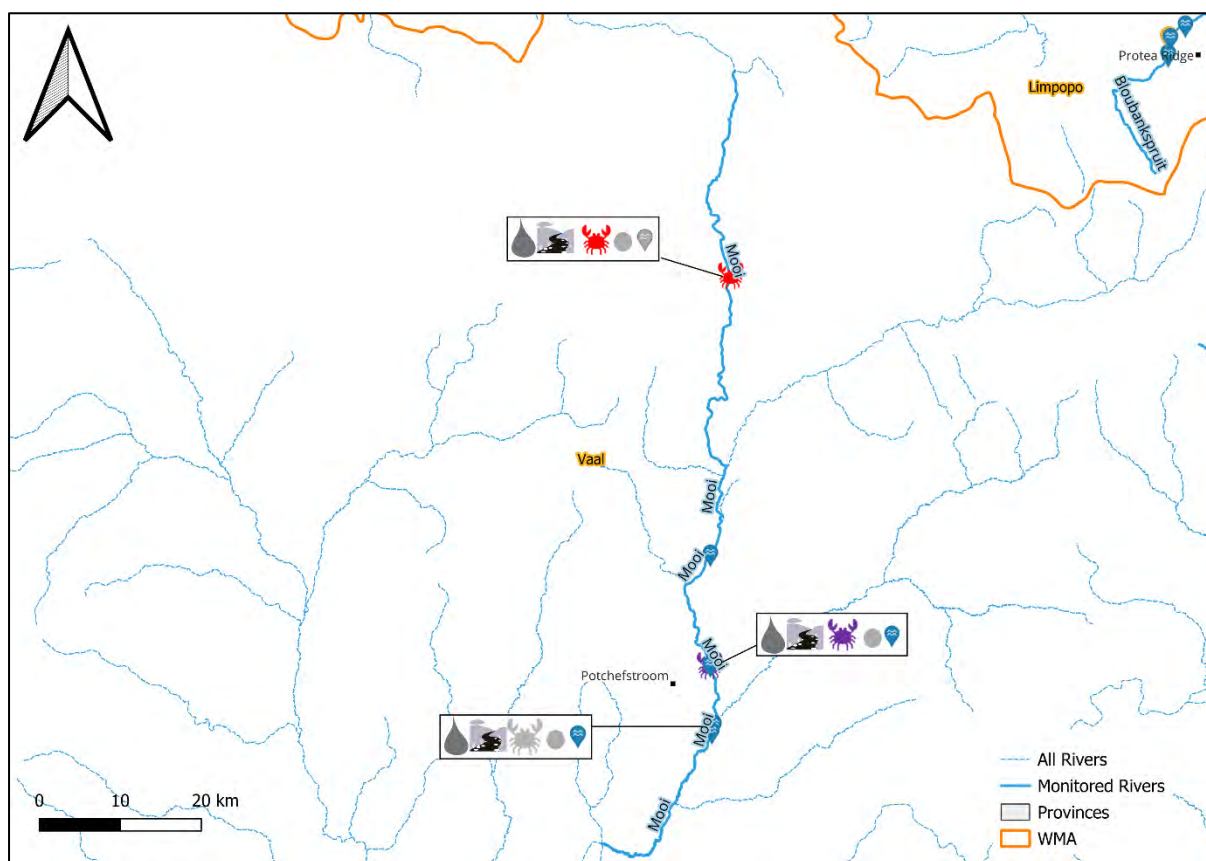 Protea Ridge
Limpopo
Bloubankspruit
Mooi
Vaal
Mooi
Mooi
Mooi
Potchefstroom
Mooi
Mooi
0 10 20 km
All Rivers
Monitored Rivers
Provinces
WMA